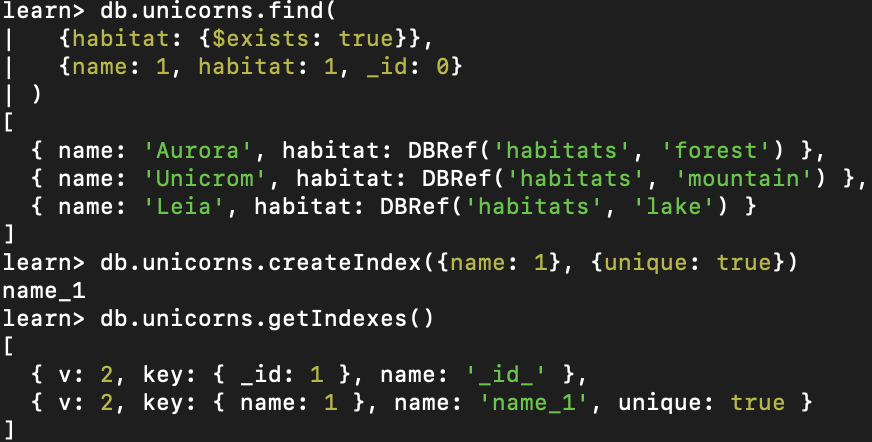 learn> db.unicorns.find(
|   {habitat: {$exists: true}},
|   {name: 1, habitat: 1, _id: 0}
| )
[
  { name: 'Aurora', habitat: DBRef('habitats', 'forest') },
  { name: 'Unicrom', habitat: DBRef('habitats', 'mountain') },
  { name: 'Leia', habitat: DBRef('habitats', 'lake') }
]
learn> db.unicorns.createIndex({name: 1}, {unique: true})
name_1
learn> db.unicorns.getIndexes()
[
  { v: 2, key: { _id: 1 }, name: '_id_' },
  { v: 2, key: { name: 1 }, name: 'name_1', unique: true }
]